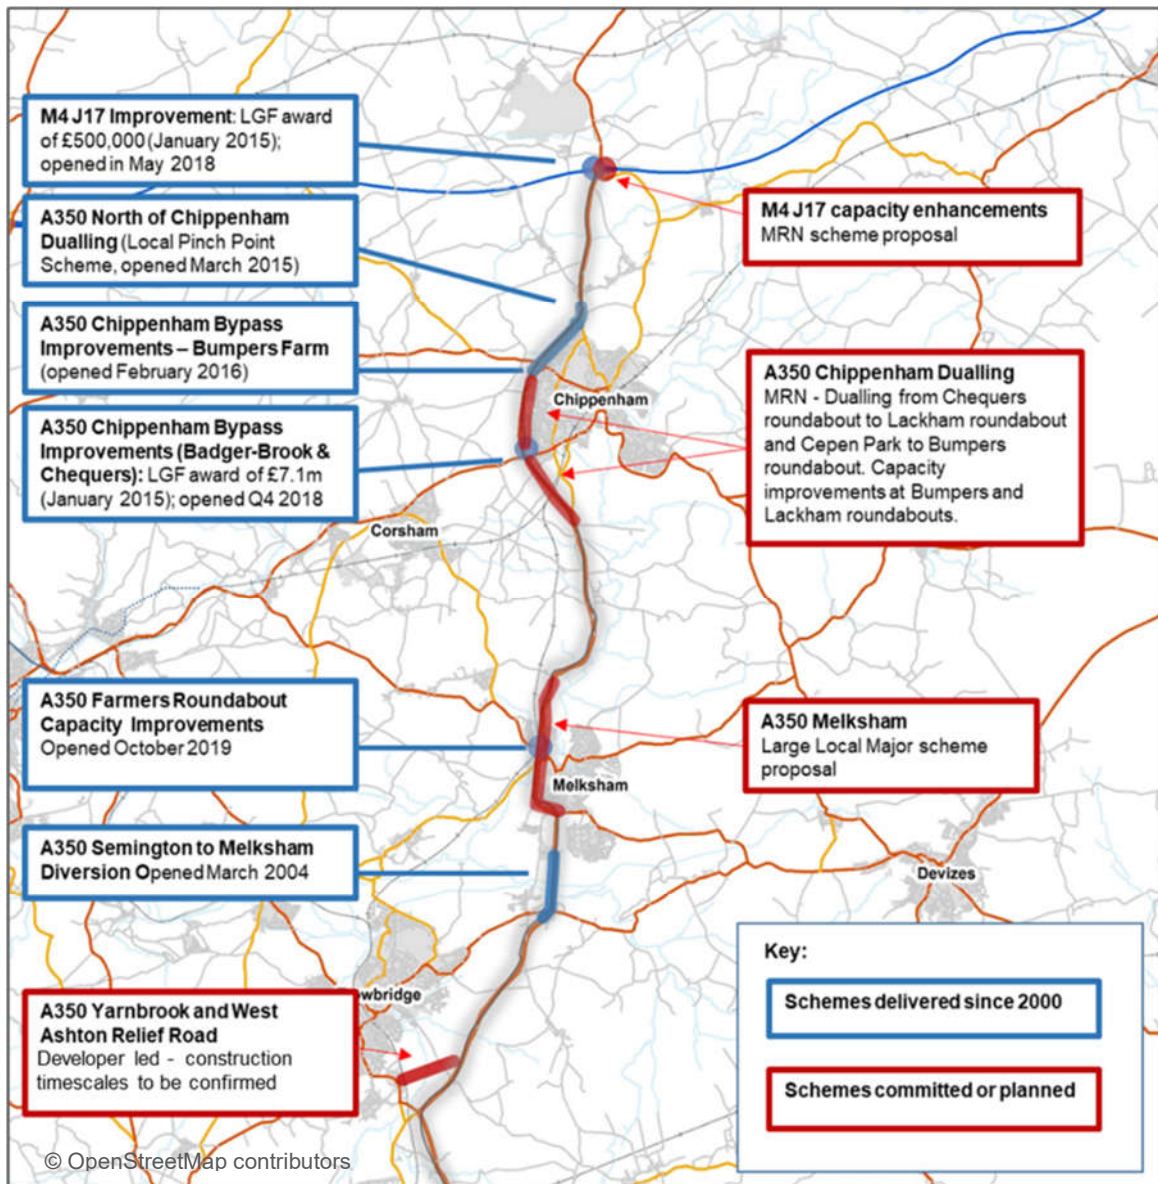 M4 J17 Improvement: LGF award
of £500,000 (January 2015);
opened in May 2018
A350 North of Chippenham
Dualling (Local Pinch Point
Scheme, opened March 2015)
A350 Chippenham Bypass
Improvements – Bumpers Farm
(opened February 2016)
A350 Chippenham Bypass
Improvements (Badger-Brook &
Chequers): LGF award of £7.1m
(January 2015); opened Q4 2018
M4 J17 capacity enhancements
MRN scheme proposal
A350 Chippenham Dualling
MRN - Dualling from Chequers
roundabout to Lackham roundabout
and Cepen Park to Bumpers
roundabout. Capacity
improvements at Bumpers and
Lackham roundabouts.
Chippenham
Corsham
A350 Farmers Roundabout
Capacity Improvements
Opened October 2019
A350 Melksham
Large Local Major scheme
proposal
Melksham
A350 Semington to Melksham
Diversion Opened March 2004
Devizes
owbridge
A350 Yarnbrook and West
Ashton Relief Road
Developer led - construction
timescales to be confirmed
Key:
Schemes delivered since 2000
Schemes committed or planned
© OpenStreetMap contributors